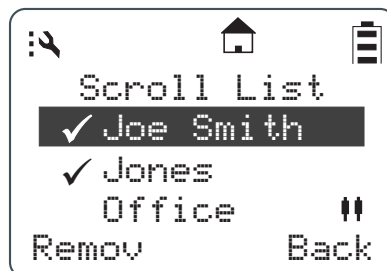 Scroll List
✓ Joe Smith
✓ Jones
Office
Remov Back